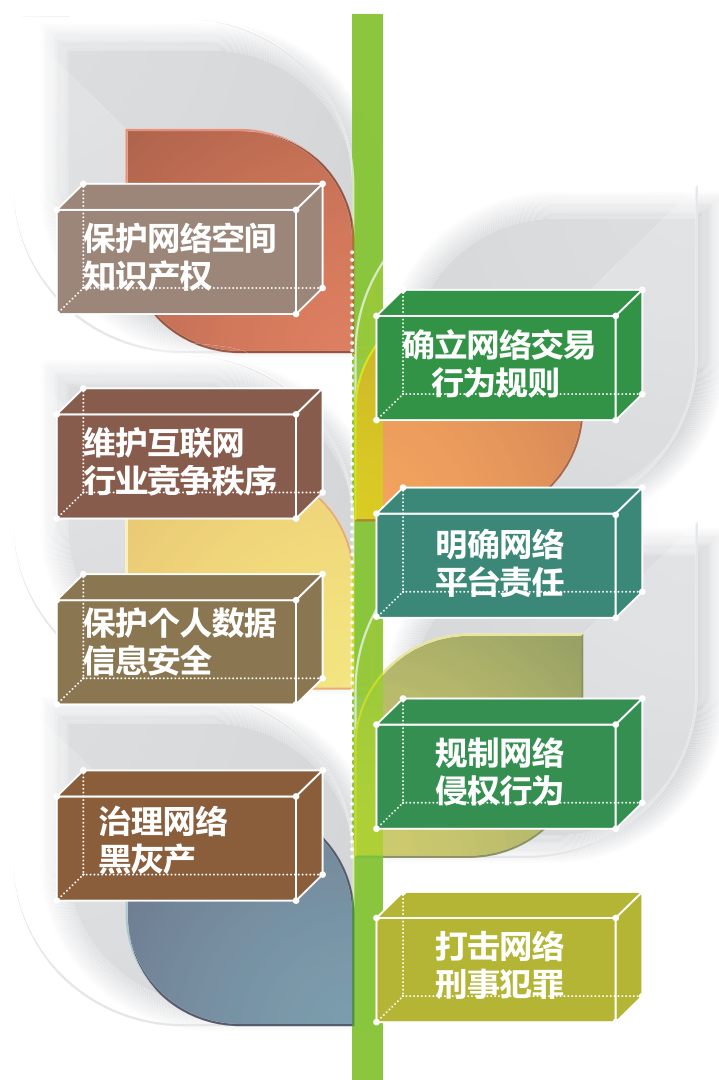 保护网络空间
知识产权
确立网络交易
行为规则
维护互联网
行业竞争秩序
明确网络
平台责任
保护个人数据
信息安全
规制网络
侵权行为
治理网络
黑灰产
打击网络
刑事犯罪